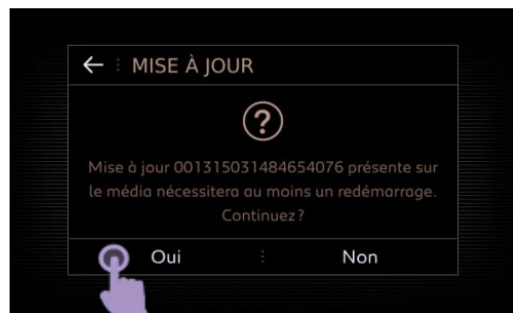 MISE À JOUR
Mise à jour 001315031484654076 présente sur
le média nécessitera au moins un redémarrage.
Continuez ?
Oui
Non